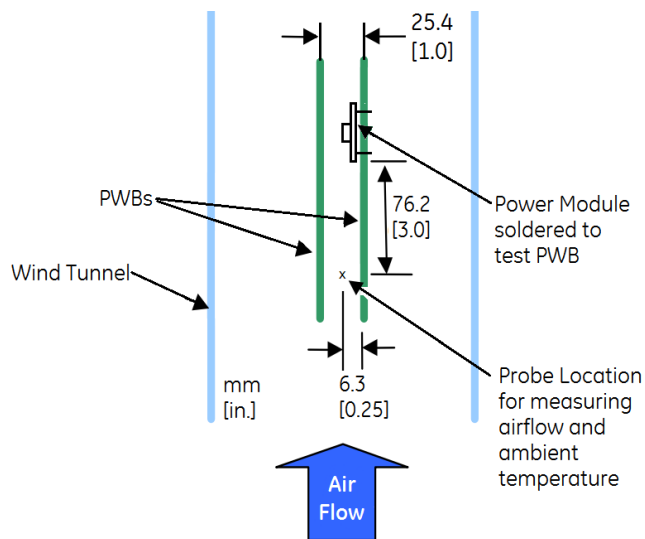 25.4
[1.0]
PWBs
76.2
[3.0]
Power Module
soldered to
test PWB
Wind Tunnel
x
mm
[in.]
6.3
[0.25]
Probe Location
for measuring
airflow and
ambient
temperature
Air
Flow